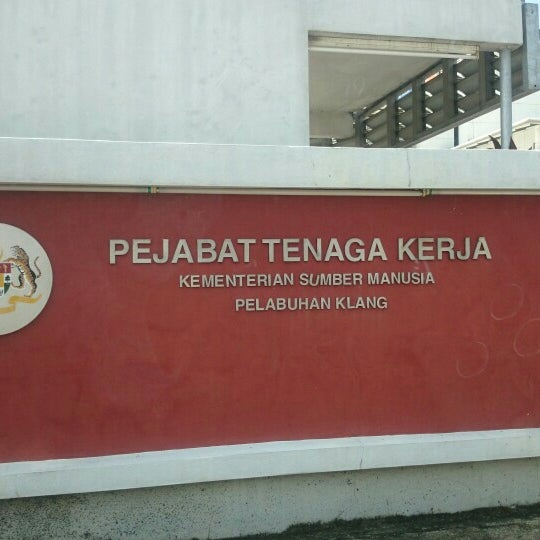 PEJABAT TENAGA KERJA
KEMENTERIAN SUMBER MANUSIA
PELABUHAN KLANG